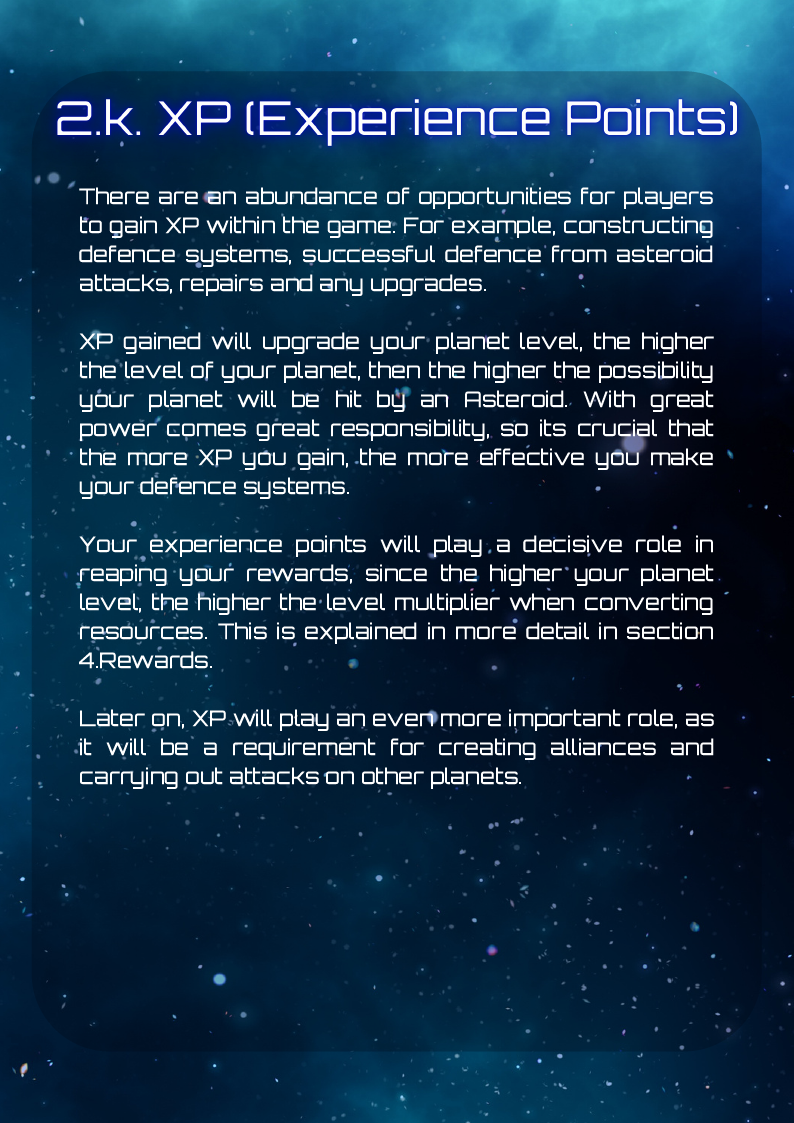 2.k. XP (Experience Points)
There are an abundance of opportunities for players
to gain XP within the game. For example, constructing
defence systems, successful defence from asteroid
attacks, repairs and any upgrades.
XP gained will upgrade your planet level, the higher
the level of your planet, then the higher the possibility
your planet will be hit by an Asteroid. With great
power comes great responsibility, so its crucial that
the more XP you gain, the more effective you make
your defence systems.
Your experience points will play a decisive role in
reaping your rewards, since the higher your planet
level, the higher the level multiplier when converting
resources. This is explained in more detail in section
4.Rewards.
Later on, XP will play an even more important role, as
it will be a requirement for creating alliances and
carrying out attacks on other planets.